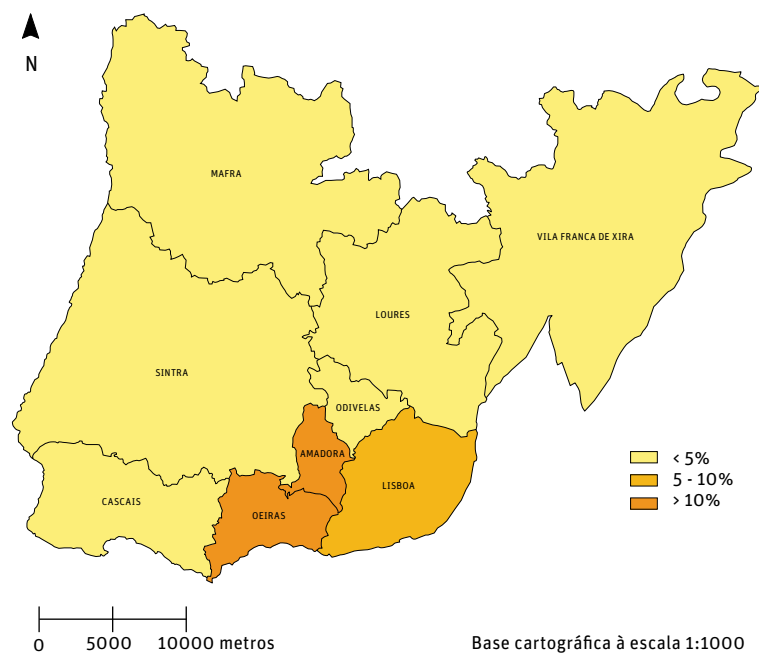 N
MAFRA
VILA FRANCA DE XIRA
LOURES
SINTRA
ODIVELAS
AMADORA
LISBOA
CASCAIS
OEIRAS
< 5%
5 - 10%
> 10%
0 5000 10000 metros
Base cartográfica à escala 1:1000